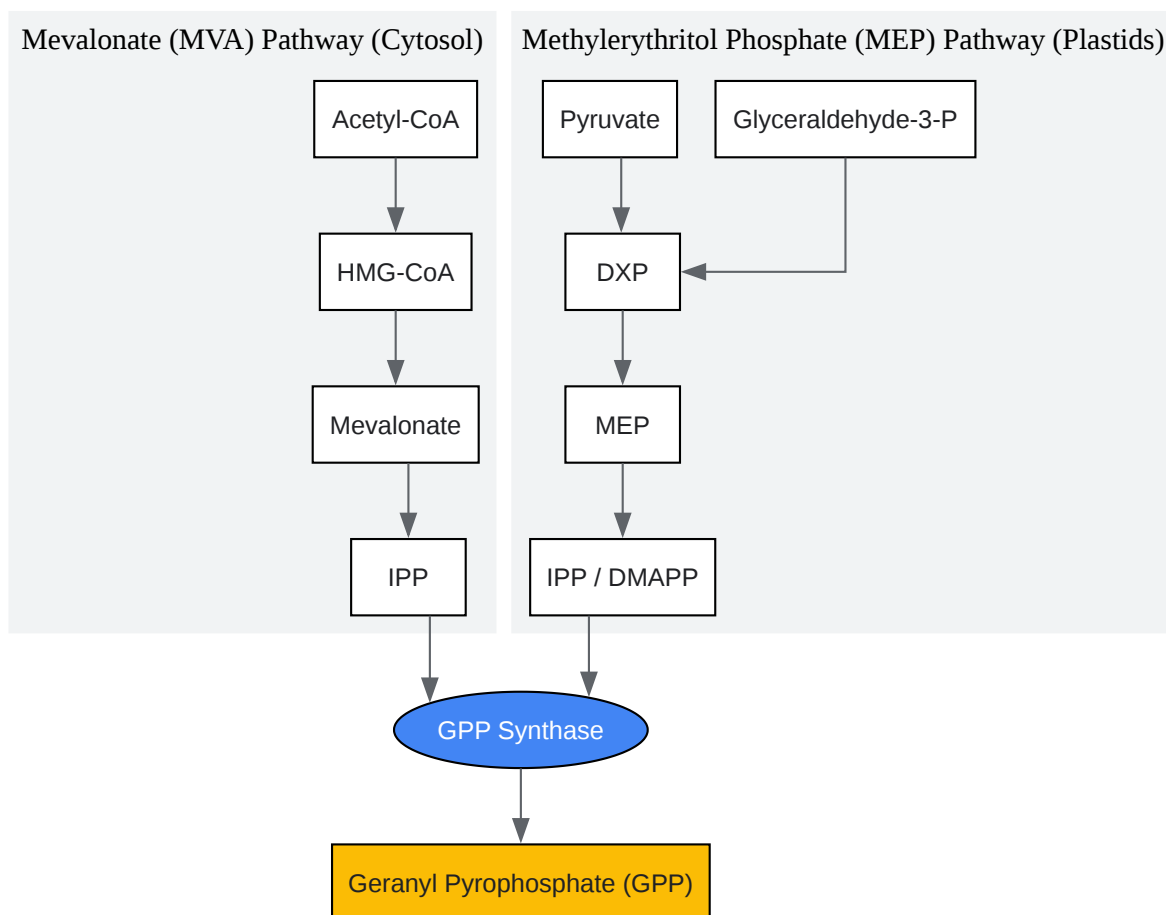 Mevalonate (MVA) Pathway (Cytosol)
Acetyl-CoA
HMG-CoA
Mevalonate
IPP
Methylerythritol Phosphate (MEP) Pathway (Plastids)
Pyruvate
Glyceraldehyde-3-P
DXP
MEP
IPP / DMAPP
GPP Synthase
Geranyl Pyrophosphate (GPP)